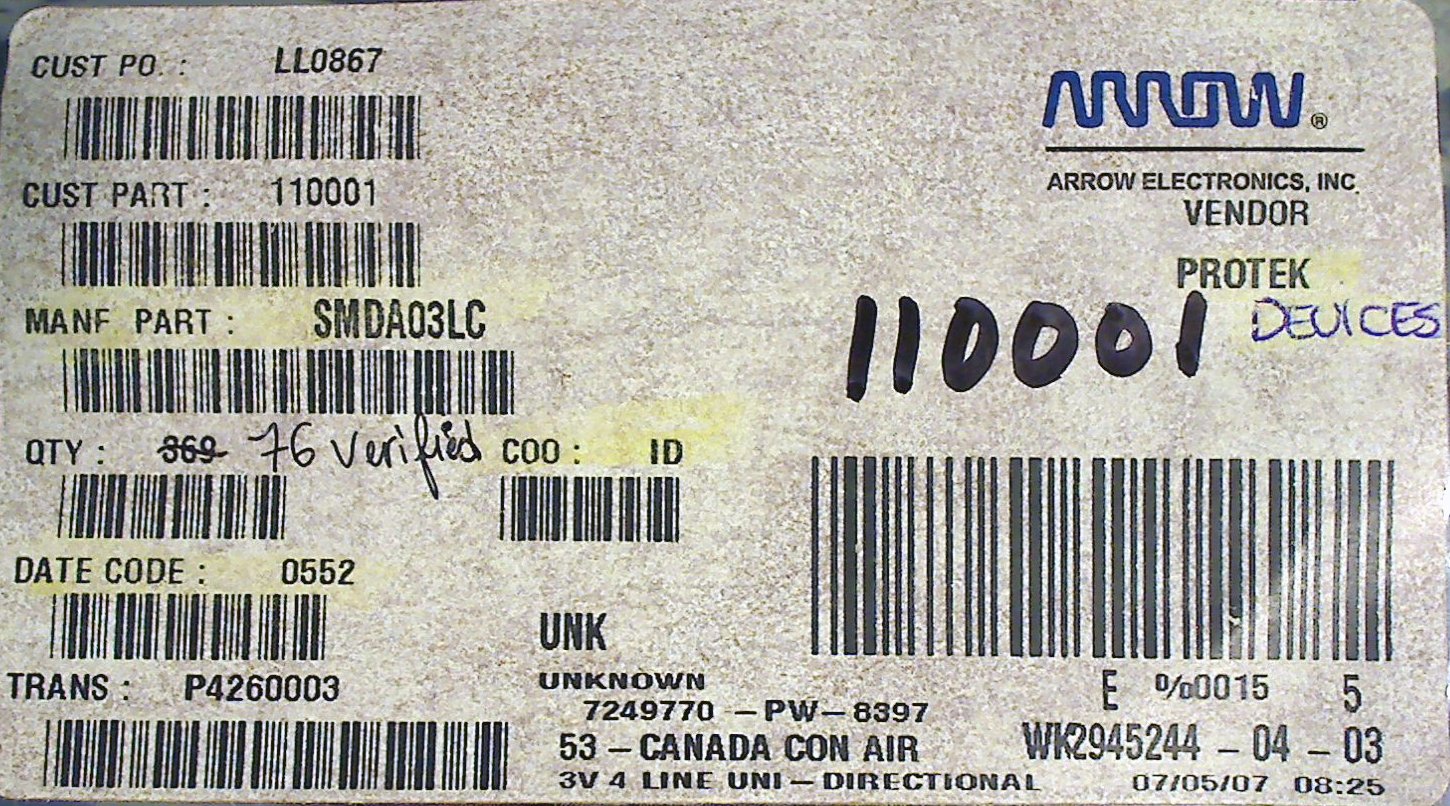 CUST PO. : LL0867
ARROW®
CUST PART : 110001
ARROW ELECTRONICS, INC.
VENDOR
PROTEK
DEVICES
MANF PART : SMDA03LC
110001
QTY : 369 76 verified COO : ID
DATE CODE : 0552
UNK
TRANS : P4260003
UNKNOWN
E %0015 5
7249770 - PW - 8397
53 - CANADA CON AIR
WK2945244 - 04 - 03
3V 4 LINE UNI - DIRECTIONAL
07/05/07 08:25